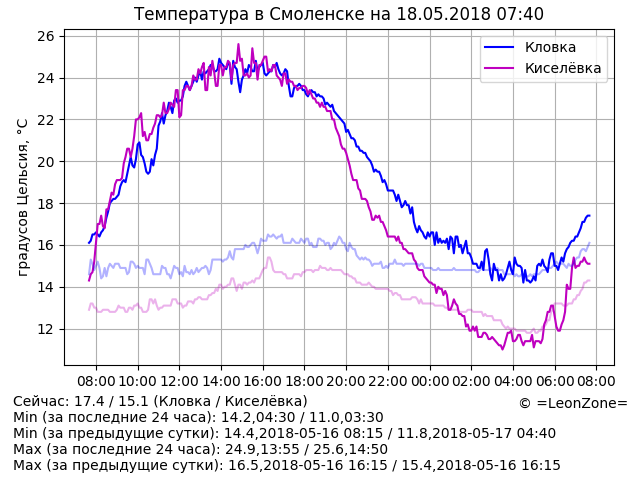 Температура в Смоленске на 18.05.2018 07:40
26
24
22
20
18
16
14
12
градусов Цельсия, °C
Кловка
Киселёвка
08:00 10:00 12:00 14:00 16:00 18:00 20:00 22:00 00:00 02:00 04:00 06:00 08:00
Сейчас: 17.4 / 15.1 (Кловка / Киселёвка)
© =LeonZone=
Min (за последние 24 часа): 14.2,04:30 / 11.0,03:30
Min (за предыдущие сутки): 14.4,2018-05-16 08:15 / 11.8,2018-05-17 04:40
Max (за последние 24 часа): 24.9,13:55 / 25.6,14:50
Max (за предыдущие сутки): 16.5,2018-05-16 16:15 / 15.4,2018-05-16 16:15